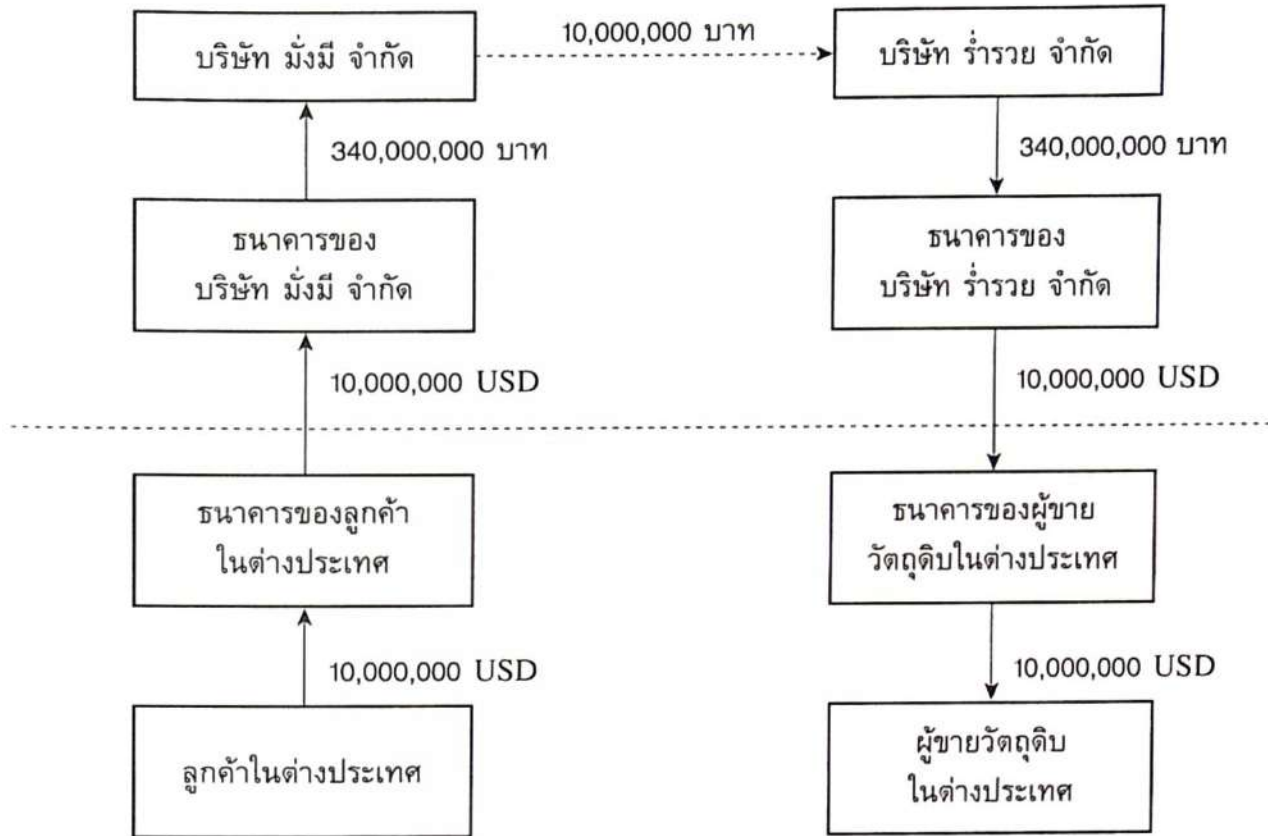 บริษัท มั่งมี จำกัด
10,000,000 บาท
บริษัท ร่ำรวย จำกัด
340,000,000 บาท
340,000,000 บาท
ธนาคารของ
บริษัท มั่งมี จำกัด
ธนาคารของ
บริษัท ร่ำรวย จำกัด
10,000,000 USD
10,000,000 USD
ธนาคารของลูกค้า
ในต่างประเทศ
ธนาคารของผู้ขาย
วัตถุดิบในต่างประเทศ
10,000,000 USD
10,000,000 USD
ลูกค้าในต่างประเทศ
ผู้ขายวัตถุดิบ
ในต่างประเทศ